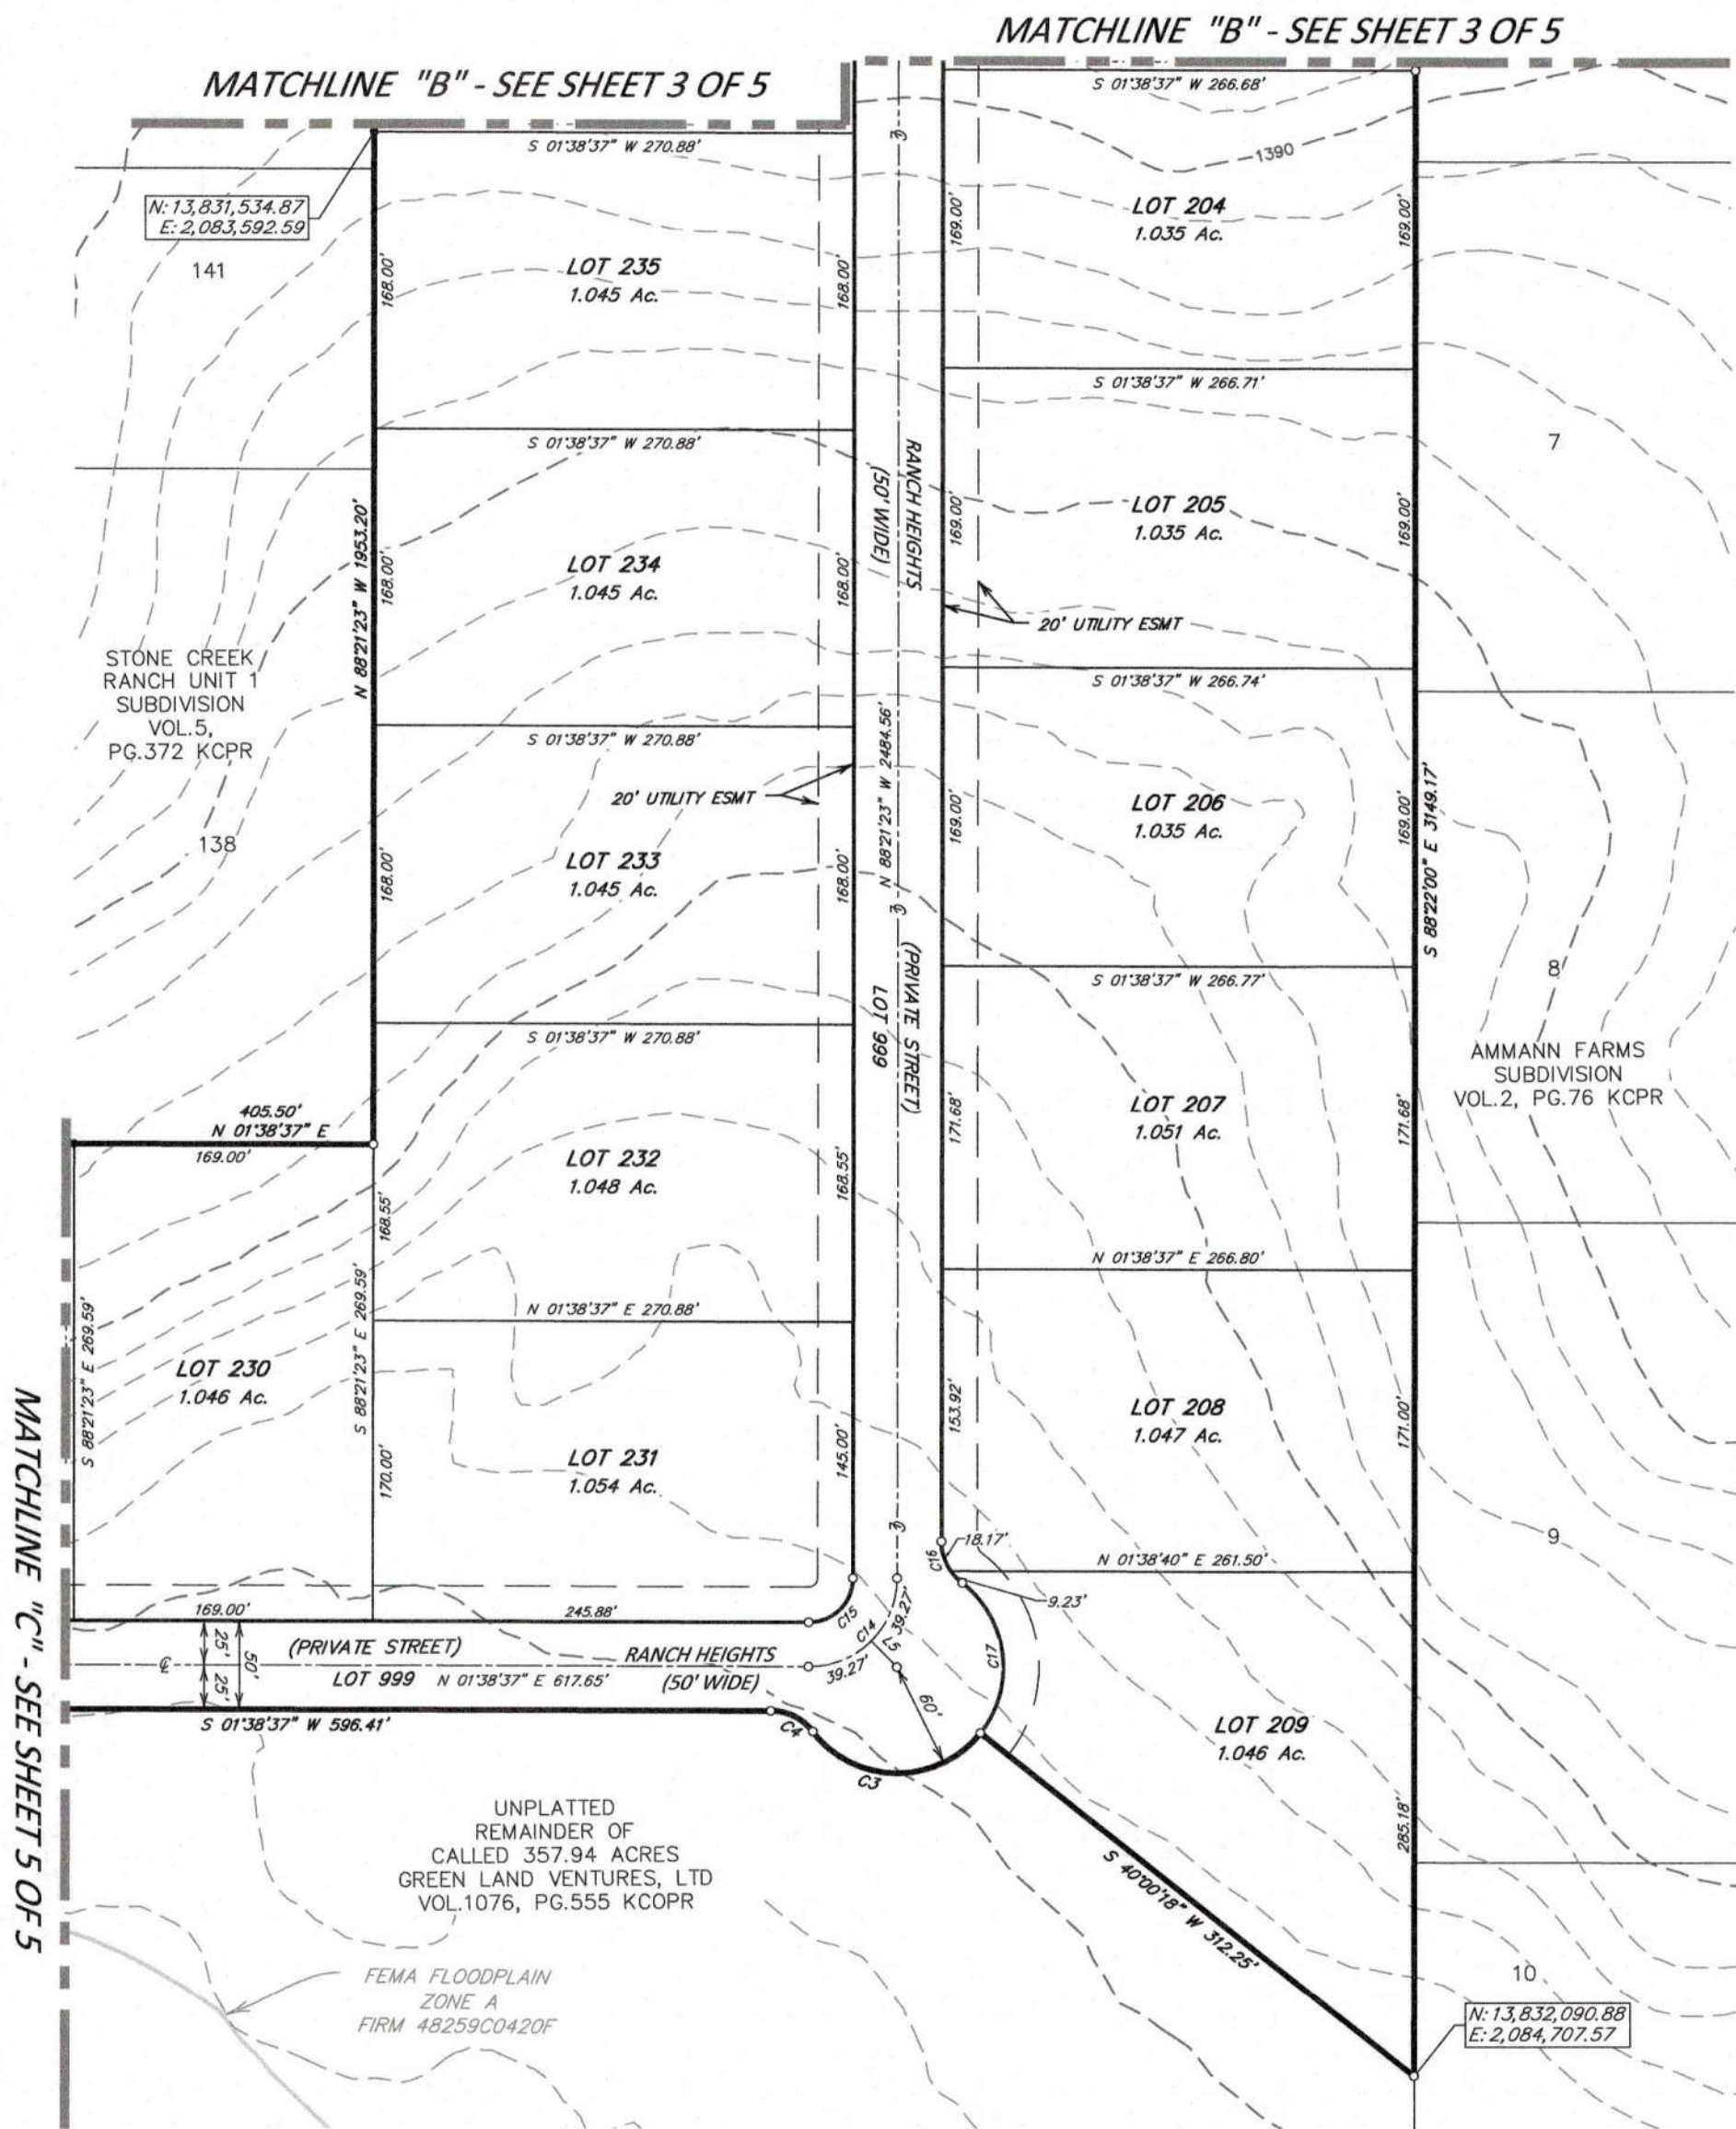 MATCHLINE "B" - SEE SHEET 3 OF 5
MATCHLINE "B" - SEE SHEET 3 OF 5
S 01°38'37" W 266.68'
S 01°38'37" W 270.88'
1390
N: 13,831,534.87
E: 2,083,592.59
141
LOT 204
1.035 Ac.
169.00'
169.00'
LOT 235
1.045 Ac.
168.00'
168.00'
S 01°38'37" W 266.71'
S 01°38'37" W 270.88'
7
RANCH HEIGHTS
(50' WIDE)
LOT 205
1.035 Ac.
169.00'
169.00'
N 88°21'23" W 1953.20'
LOT 234
1.045 Ac.
168.00'
168.00'
20' UTILITY ESMT
STONE CREEK
RANCH UNIT 1
SUBDIVISION
VOL.5,
PG.372 KCPR
S 01°38'37" W 266.74'
S 01°38'37" W 270.88'
N 88°21'23" W 2484.56'
20' UTILITY ESMT
LOT 206
1.035 Ac.
169.00'
169.00'
S 88°22'00" E 3149.17'
138
LOT 233
1.045 Ac.
168.00'
168.00'
(PRIVATE STREET)
LOT 999
S 01°38'37" W 266.77'
8
S 01°38'37" W 270.88'
AMMANN FARMS
SUBDIVISION
VOL.2, PG.76 KCPR
405.50'
N 01°38'37" E
169.00'
LOT 207
1.051 Ac.
171.68'
171.68'
LOT 232
1.048 Ac.
168.55'
168.55'
N 01°38'37" E 266.80'
N 01°38'37" E 270.88'
S 88°21'23" E 269.59'
S 88°21'23" E 269.59'
LOT 230
1.046 Ac.
LOT 208
1.047 Ac.
153.92'
171.00'
LOT 231
1.054 Ac.
170.00'
145.00'
MATCHLINE "C" - SEE SHEET 5 OF 5
18.17'
C16
N 01°38'40" E 261.50'
9
9.23'
169.00'
245.88'
C15
C14
39.27'
L5
C17
25'
25'
50'
(PRIVATE STREET)
RANCH HEIGHTS
39.27'
LOT 999
N 01°38'37" E 617.65'
(50' WIDE)
60'
S 01°38'37" W 596.41'
C4
C3
LOT 209
1.046 Ac.
285.18'
UNPLATTED
REMAINDER OF
CALLED 357.94 ACRES
GREEN LAND VENTURES, LTD
VOL.1076, PG.555 KCOPR
S 40°00'18" W 312.25'
FEMA FLOODPLAIN
ZONE A
FIRM 48259C0420F
10
N: 13,832,090.88
E: 2,084,707.57